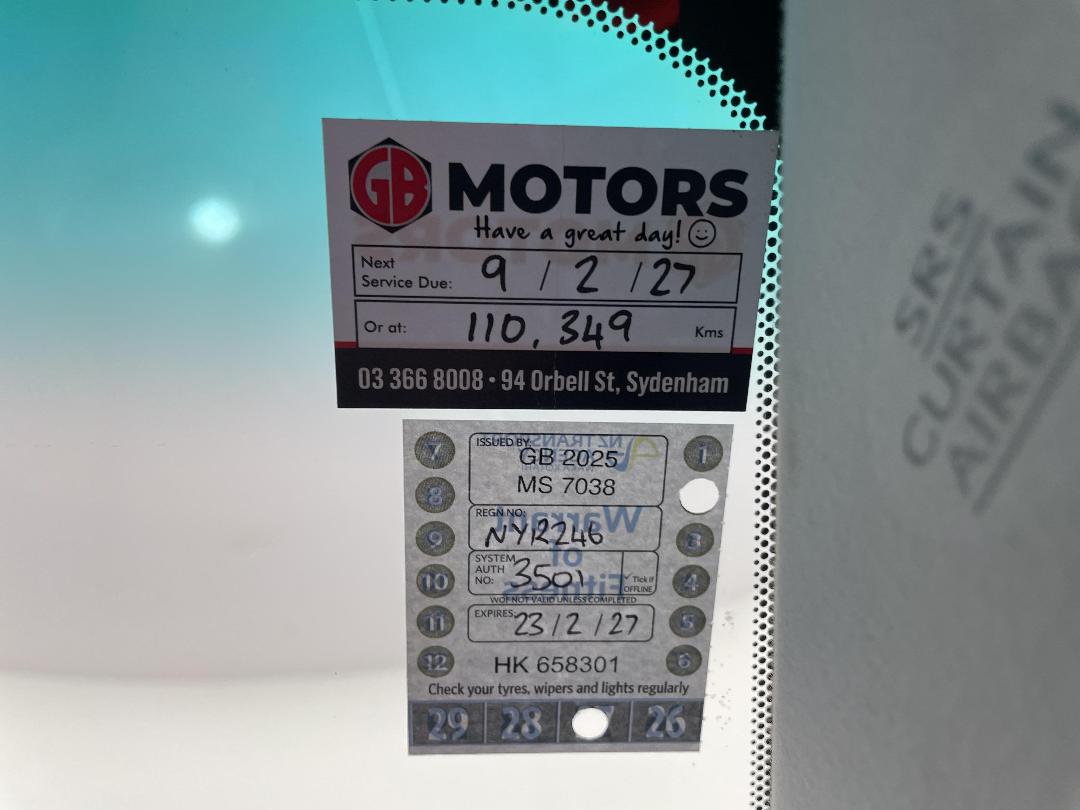 GB MOTORS
Have a great day!
Next Service Due: 9 / 2 / 27
Or at: 110,349 Kms
03 366 8008 • 94 Orbell St, Sydenham
7
ISSUED BY:
GB 2025
1
8
MS 7038
9
REGN NO:
NYR246
3
10
SYSTEM AUTH NO: 3501
Tick if OFFLINE
4
WOF NOT VALID UNLESS COMPLETED
11
EXPIRES: 23/2/27
5
12
HK 658301
6
Check your tyres, wipers and lights regularly
29 28 26
Warrant
of
Fitness
SRS
CURTAIN